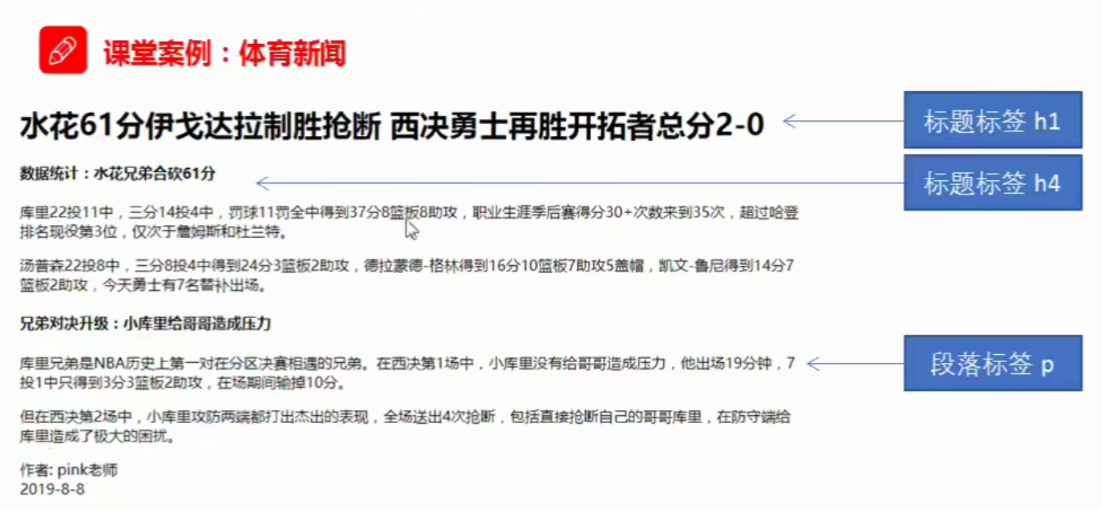 课堂案例：体育新闻
水花61分伊戈达拉制胜抢断 西决勇士再胜开拓者总分2-0
标题标签 h1
数据统计：水花兄弟合砍61分
标题标签 h4
库里22投11中，三分14投4中，罚球11罚全中得到37分8篮板8助攻，职业生涯季后赛得分30+次数来到35次，超过哈登
排名现役第3位，仅次于詹姆斯和杜兰特。
汤普森22投8中，三分8投4中得到24分3篮板2助攻，德拉蒙德-格林得到16分10篮板7助攻5盖帽，凯文-鲁尼得到14分7
篮板2助攻，今天勇士有7名替补出场。
兄弟对决升级：小库里给哥哥造成压力
库里兄弟是NBA历史上第一对在分区决赛相遇的兄弟。在西决第1场中，小库里没有给哥哥造成压力，他出场19分钟，7
投1中只得到3分3篮板2助攻，在场期间输掉10分。
段落标签 p
但在西决第2场中，小库里攻防两端都打出杰出的表现，全场送出4次抢断，包括直接抢断自己的哥哥库里，在防守端给
库里造成了极大的困扰。
作者: pink老师
2019-8-8